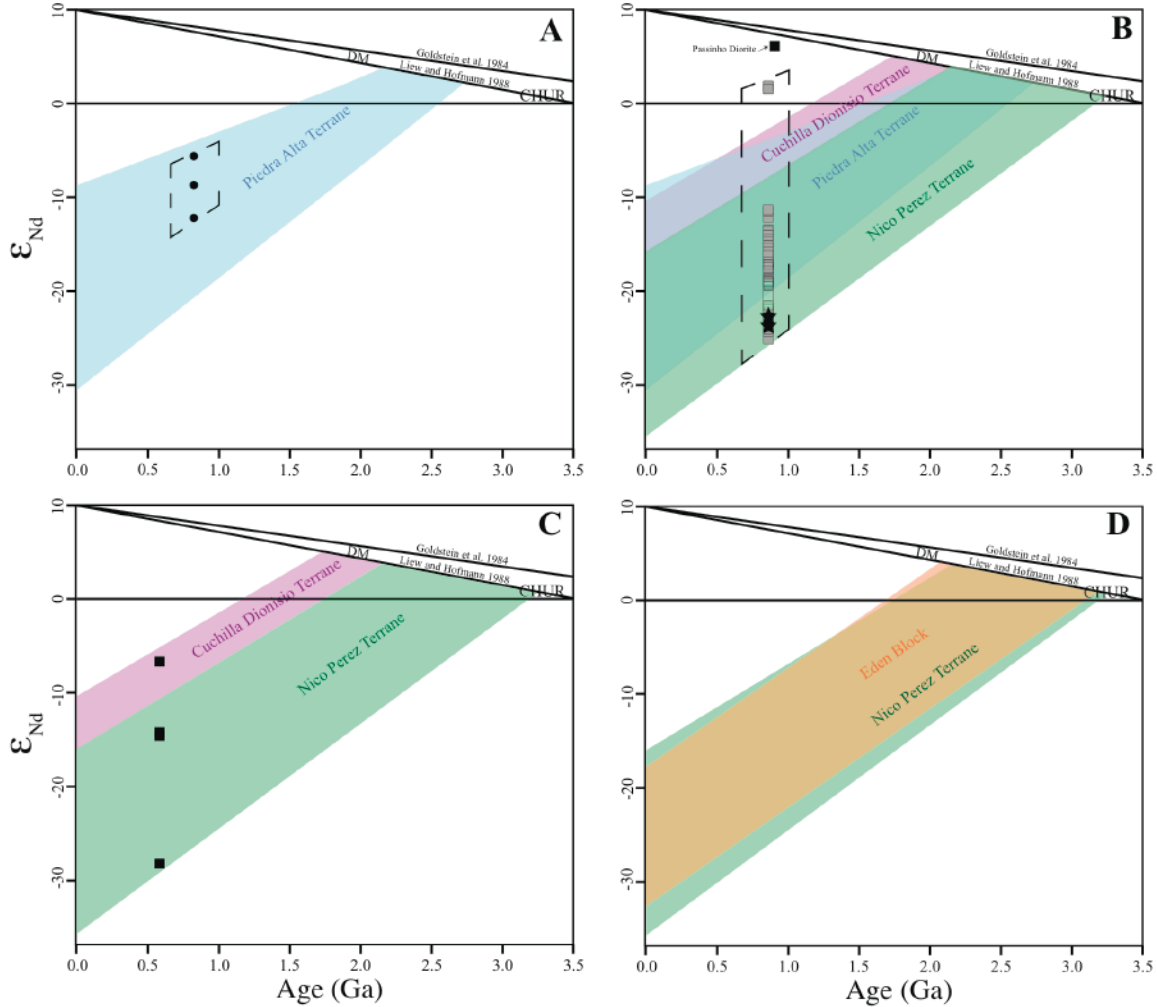 A
10
0
-10
-20
-30
εNd
DM
Goldstein et al. 1984
Liew and Hofmann 1988
CHUR
Piedra Alta Terrane
0.0 0.5 1.0 1.5 2.0 2.5 3.0 3.5
B
10
0
-10
-20
-30
Passinho Diorite
DM
Goldstein et al. 1984
Liew and Hofmann 1988
CHUR
Cuchilla Dionisio Terrane
Piedra Alta Terrane
Nico Perez Terrane
0.0 0.5 1.0 1.5 2.0 2.5 3.0 3.5
C
10
0
-10
-20
-30
εNd
DM
Goldstein et al. 1984
Liew and Hofmann 1988
CHUR
Cuchilla Dionisio Terrane
Nico Perez Terrane
0.0 0.5 1.0 1.5 2.0 2.5 3.0 3.5
Age (Ga)
D
10
0
-10
-20
-30
DM
Goldstein et al. 1984
Liew and Hofmann 1988
CHUR
Eden Block
Nico Perez Terrane
0.0 0.5 1.0 1.5 2.0 2.5 3.0 3.5
Age (Ga)